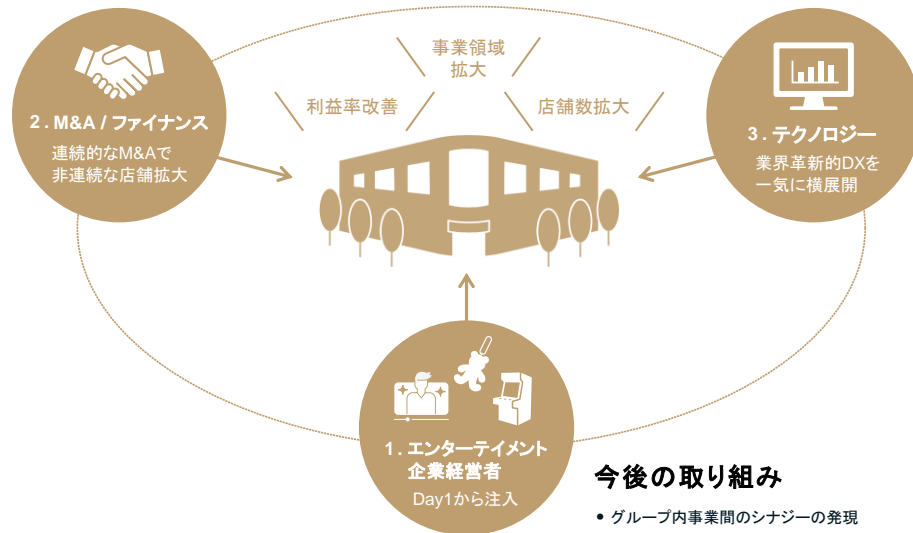 事業領域
拡大
利益率改善
店舗数拡大
2. M&A / ファイナンス
連続的なM&Aで
非連続な店舗拡大
3. テクノロジー
業界革新的DXを
一気に横展開
1. エンターテイメント
企業経営者
Day1から注入
今後の取り組み
• グループ内事業間のシナジーの発現